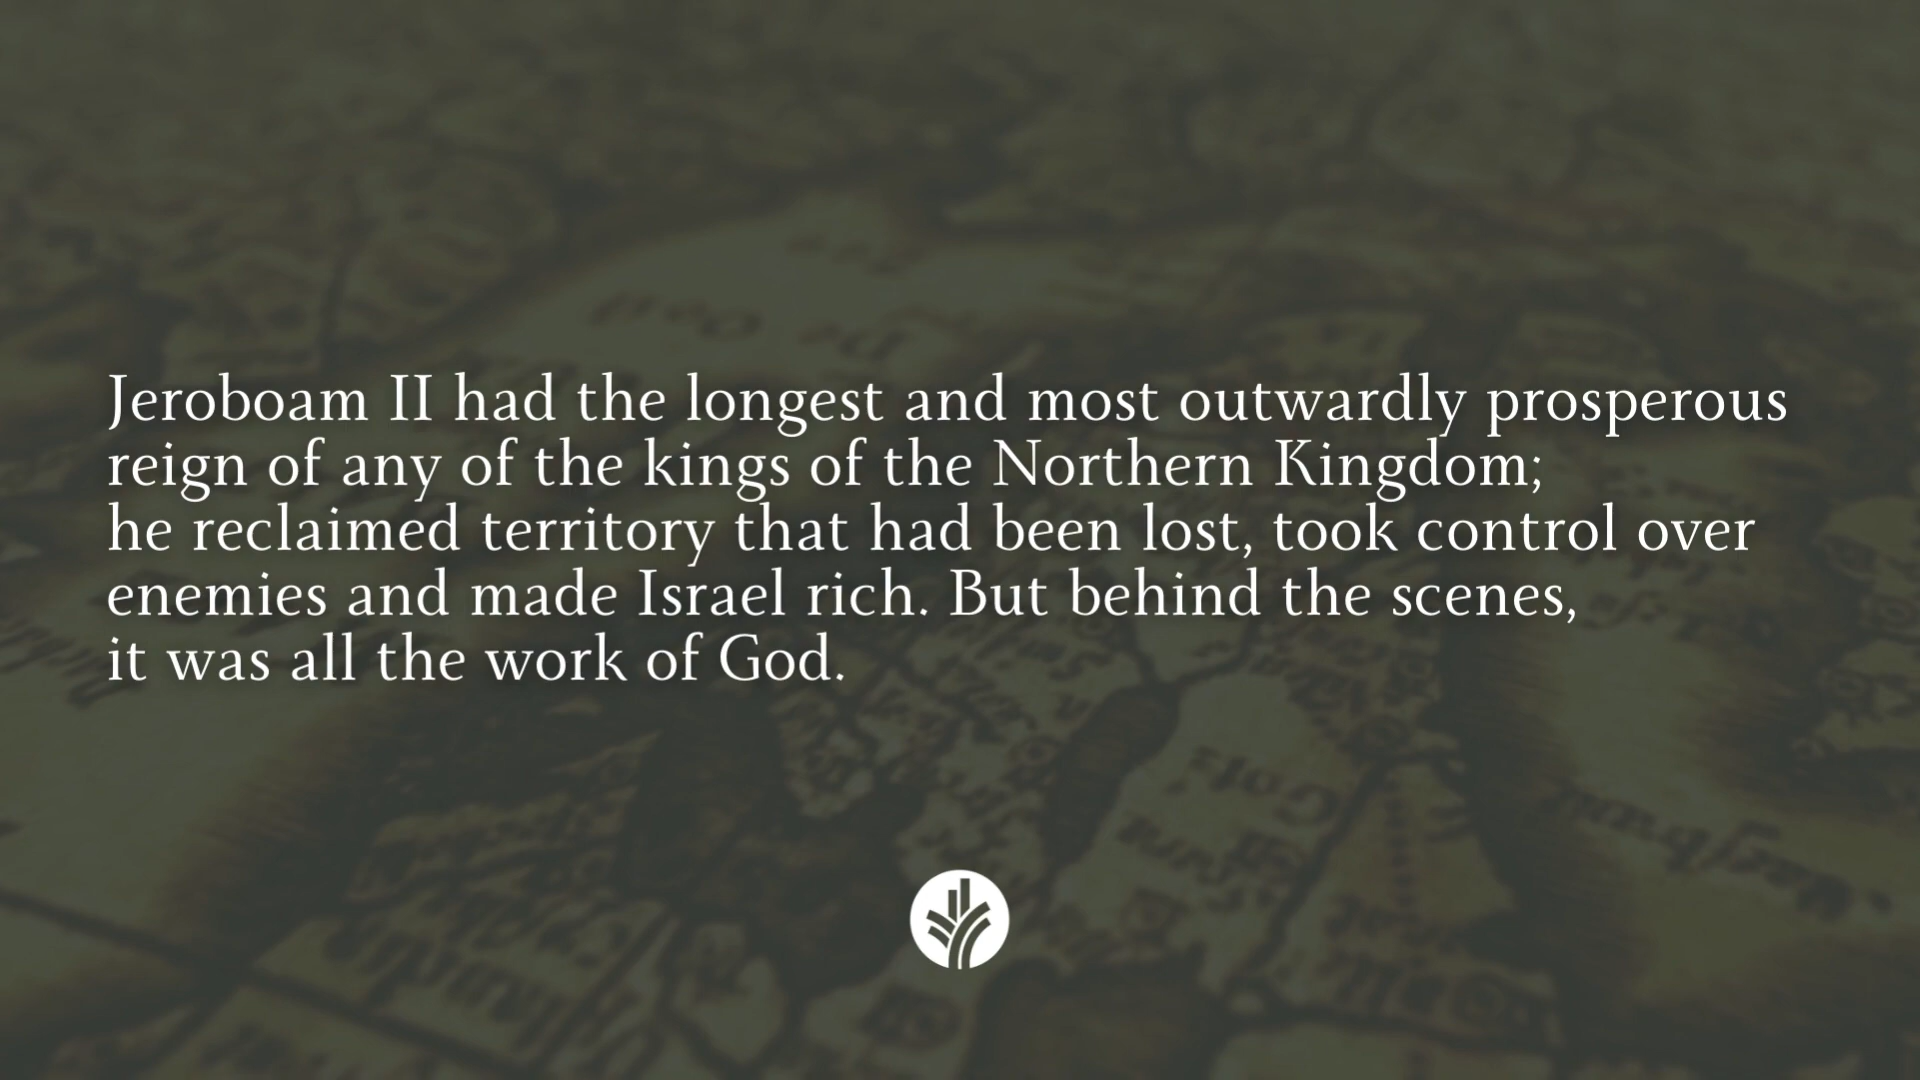 Jeroboam II had the longest and most outwardly prosperous
reign of any of the kings of the Northern Kingdom;
he reclaimed territory that had been lost, took control over
enemies and made Israel rich. But behind the scenes,
it was all the work of God.